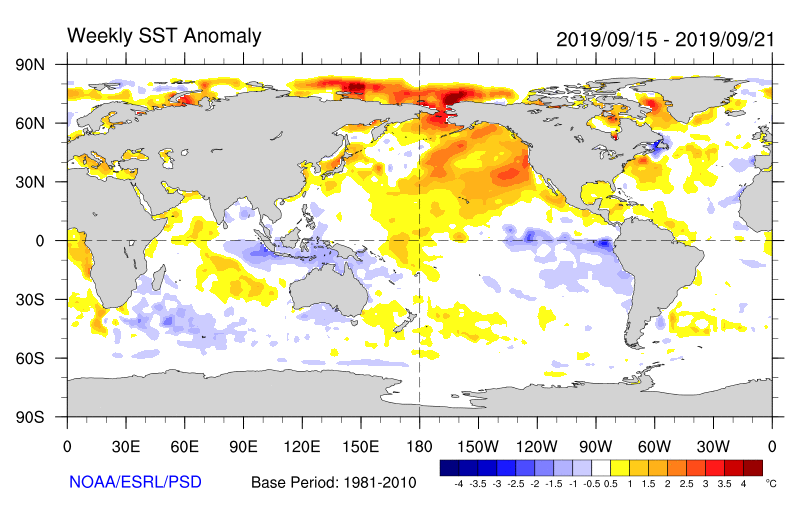 Weekly SST Anomaly
2019/09/15 - 2019/09/21
90N
60N
30N
0
30S
60S
90S
0 30E 60E 90E 120E 150E 180 150W 120W 90W 60W 30W 0
NOAA/ESRL/PSD
Base Period: 1981-2010
-4 -3.5 -3 -2.5 -2 -1.5 -1 -0.5 0.5 1 1.5 2 2.5 3 3.5 4 °C